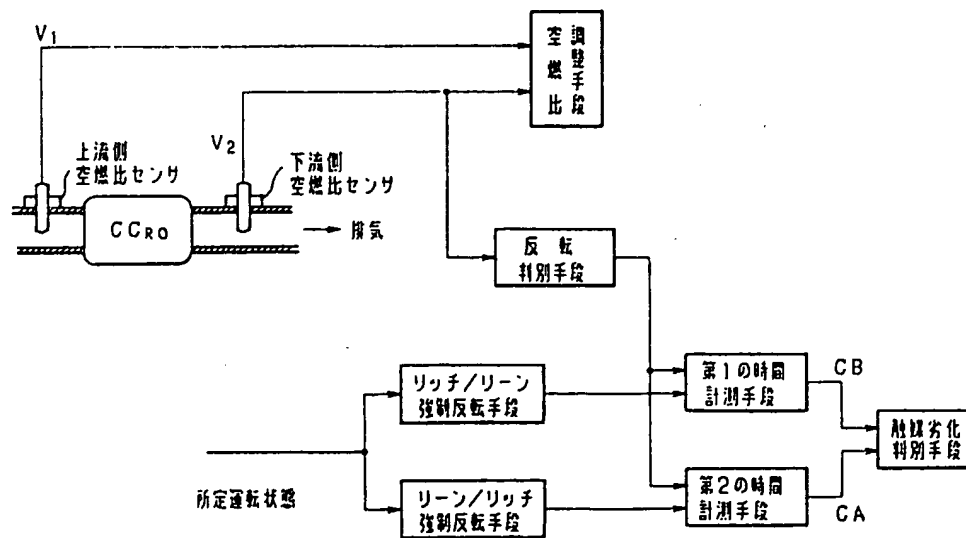 V1
空燃比
調整手段
V2
上流側
空燃比センサ
下流側
空燃比センサ
CCRO
排気
反転
判別手段
リッチ/リーン
強制反転手段
第1の時間
計測手段
CB
触媒劣化
判別手段
所定運転状態
リーン/リッチ
強制反転手段
第2の時間
計測手段
CA